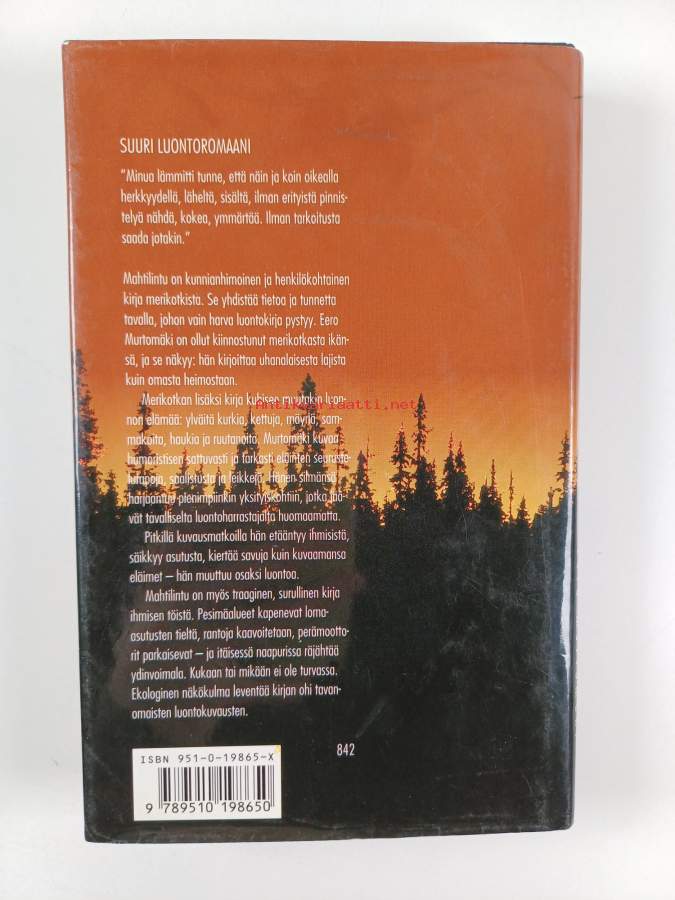 SUURI LUONTOROMAANI
"Minua lämmitti tunne, että näin ja koin oikealla
herkkyydellä, läheltä, sisältä, ilman erityistä pinnis-
telyä nähdä, kokea, ymmärtää. Ilman tarkoitusta
saada jotakin."
Mahtilintu on kunnianhimoinen ja henkilökohtainen
kirja merikotkista. Se yhdistää tietoa ja tunnetta
tavalla, johon vain harva luontokirja pystyy. Eero
Murtomäki on ollut kiinnostunut merikotkasta ikän-
sä, ja se näkyy: hän kirjoittaa uhanalaisesta lajista
kuin omasta heimostaan.
Merikotkan lisäksi kirja kuhisee muutakin luon-
non elämää: ylväitä kurkia, kettuja, möyriä, sam-
makoita, haukia ja ruutanoita. Murtomäki kuvaa
humoristisen sattuvasti ja tarkasti eläinten seuruste-
lutapoja, saalistusta ja leikkejä. Hänen silmänsä
harjaantuu pienimpiinkin yksityiskohtiin, jotka jää-
vät tavalliselta luontoharrastajalta huomaamatta.
Pitkillä kuvausmatkoilla hän etääntyy ihmisistä,
säikkyy asutusta, kiertää savuja kuin kuvaamansa
eläimet – hän muuttuu osaksi luontoa.
Mahtilintu on myös traaginen, surullinen kirja
ihmisen töistä. Pesimäalueet kapenevat loma-
asutusten tieltä, rantoja kaavoitetaan, perämootto-
rit parkaisevat – ja itäisessä naapurissa räjähtää
ydinvoimala. Kukaan tai mikään ei ole turvassa.
Ekologinen näkökulma leventää kirjan ohi tavan-
omaisten luontokuvausten.
842
ISBN 951-0-19865-X
9 789510 198650
Antikvariaatti.net